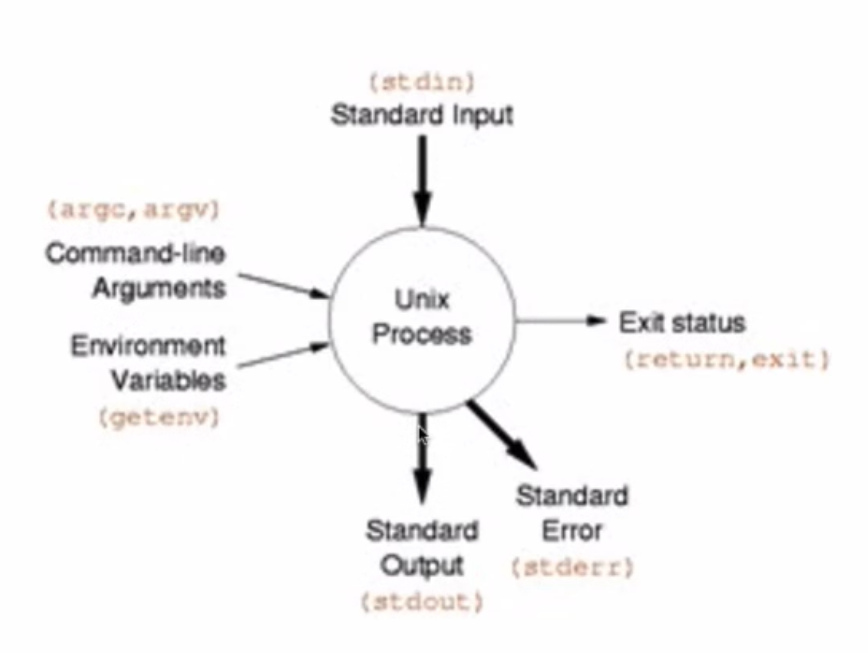 (stdin)
Standard Input
(argc,argv)
Command-line
Arguments
Environment
Variables
(getenv)
Unix
Process
Exit status
(return,exit)
Standard
Output
(stdout)
Standard
Error
(stderr)